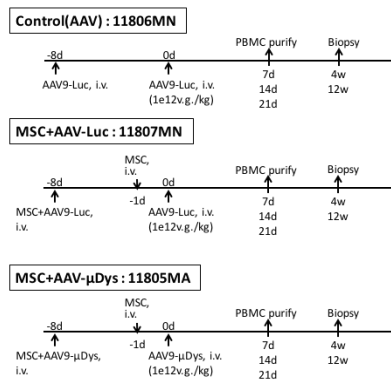 Control(AAV) : 11806MN
PBMC purify Biopsy
-8d 0d
AAV9-Luc, i.v. AAV9-Luc, i.v. 7d 4w
(1e12v.g./kg) 14d 12w
21d
MSC+AAV-Luc : 11807MN
MSC,
i.v.
PBMC purify Biopsy
-8d 0d
-1d
MSC+AAV9-Luc, AAV9-Luc, i.v. 7d 4w
i.v. (1e12v.g./kg) 14d 12w
21d
MSC+AAV-μDys : 11805MA
MSC,
i.v.
PBMC purify Biopsy
-8d 0d
-1d
MSC+AAV9-μDys, AAV9-μDys, i.v. 7d 4w
i.v. (1e12v.g./kg) 14d 12w
21d